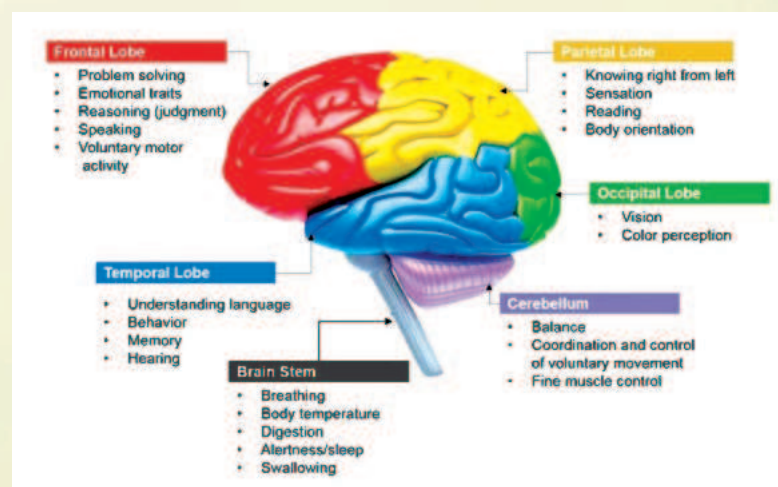 Frontal Lobe
• Problem solving
• Emotional traits
• Reasoning (judgment)
• Speaking
• Voluntary motor
activity
Parietal Lobe
• Knowing right from left
• Sensation
• Reading
• Body orientation
Occipital Lobe
• Vision
• Color perception
Temporal Lobe
• Understanding language
• Behavior
• Memory
• Hearing
Cerebellum
• Balance
• Coordination and control
of voluntary movement
• Fine muscle control
Brain Stem
• Breathing
• Body temperature
• Digestion
• Alertness/sleep
• Swallowing